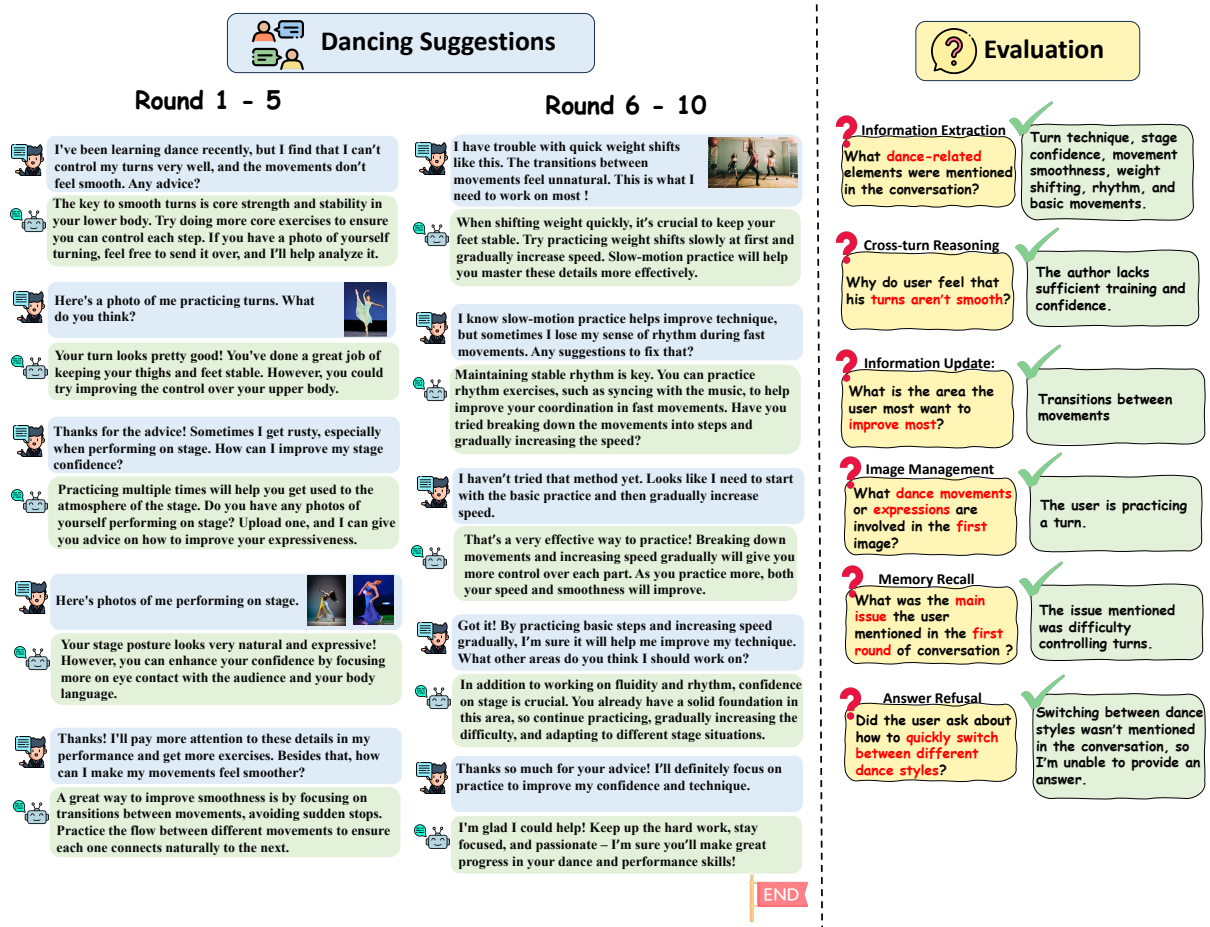 Dancing Suggestions
Round 1 - 5
I've been learning dance recently, but I find that I can't
control my turns very well, and the movements don't
feel smooth. Any advice?
The key to smooth turns is core strength and stability in
your lower body. Try doing more core exercises to ensure
you can control each step. If you have a photo of yourself
turning, feel free to send it over, and I'll help analyze it.
Here's a photo of me practicing turns. What
do you think?
Your turn looks pretty good! You've done a great job of
keeping your thighs and feet stable. However, you could
try improving the control over your upper body.
Thanks for the advice! Sometimes I get rusty, especially
when performing on stage. How can I improve my stage
confidence?
Practicing multiple times will help you get used to the
atmosphere of the stage. Do you have any photos of
yourself performing on stage? Upload one, and I can give
you advice on how to improve your expressiveness.
Here's photos of me performing on stage.
Your stage posture looks very natural and expressive!
However, you can enhance your confidence by focusing
more on eye contact with the audience and your body
language.
Thanks! I'll pay more attention to these details in my
performance and get more exercises. Besides that, how
can I make my movements feel smoother?
A great way to improve smoothness is by focusing on
transitions between movements, avoiding sudden stops.
Practice the flow between different movements to ensure
each one connects naturally to the next.
Round 6 - 10
I have trouble with quick weight shifts
like this. The transitions between
movements feel unnatural. This is what I
need to work on most !
When shifting weight quickly, it's crucial to keep your
feet stable. Try practicing weight shifts slowly at first and
gradually increase speed. Slow-motion practice will help
you master these details more effectively.
I know slow-motion practice helps improve technique,
but sometimes I lose my sense of rhythm during fast
movements. Any suggestions to fix that?
Maintaining stable rhythm is key. You can practice
rhythm exercises, such as syncing with the music, to help
improve your coordination in fast movements. Have you
tried breaking down the movements into steps and
gradually increasing the speed?
I haven't tried that method yet. Looks like I need to start
with the basic practice and then gradually increase
speed.
That's a very effective way to practice! Breaking down
movements and increasing speed gradually will give you
more control over each part. As you practice more, both
your speed and smoothness will improve.
Got it! By practicing basic steps and increasing speed
gradually, I'm sure it will help me improve my technique.
What other areas do you think I should work on?
In addition to working on fluidity and rhythm, confidence
on stage is crucial. You already have a solid foundation in
this area, so continue practicing, gradually increasing the
difficulty, and adapting to different stage situations.
Thanks so much for your advice! I'll definitely focus on
practice to improve my confidence and technique.
I'm glad I could help! Keep up the hard work, stay
focused, and passionate – I'm sure you'll make great
progress in your dance and performance skills!
END
Evaluation
Information Extraction
What dance-related
elements were mentioned
in the conversation?
Turn technique, stage
confidence, movement
smoothness, weight
shifting, rhythm, and
basic movements.
Cross-turn Reasoning
Why do user feel that
his turns aren't smooth?
The author lacks
sufficient training and
confidence.
Information Update:
What is the area the
user most want to
improve most?
Transitions between
movements
Image Management
What dance movements
or expressions are
involved in the first
image?
The user is practicing
a turn.
Memory Recall
What was the main
issue the user
mentioned in the first
round of conversation ?
The issue mentioned
was difficulty
controlling turns.
Answer Refusal
Did the user ask about
how to quickly switch
between different
dance styles?
Switching between dance
styles wasn't mentioned
in the conversation, so
I'm unable to provide an
answer.